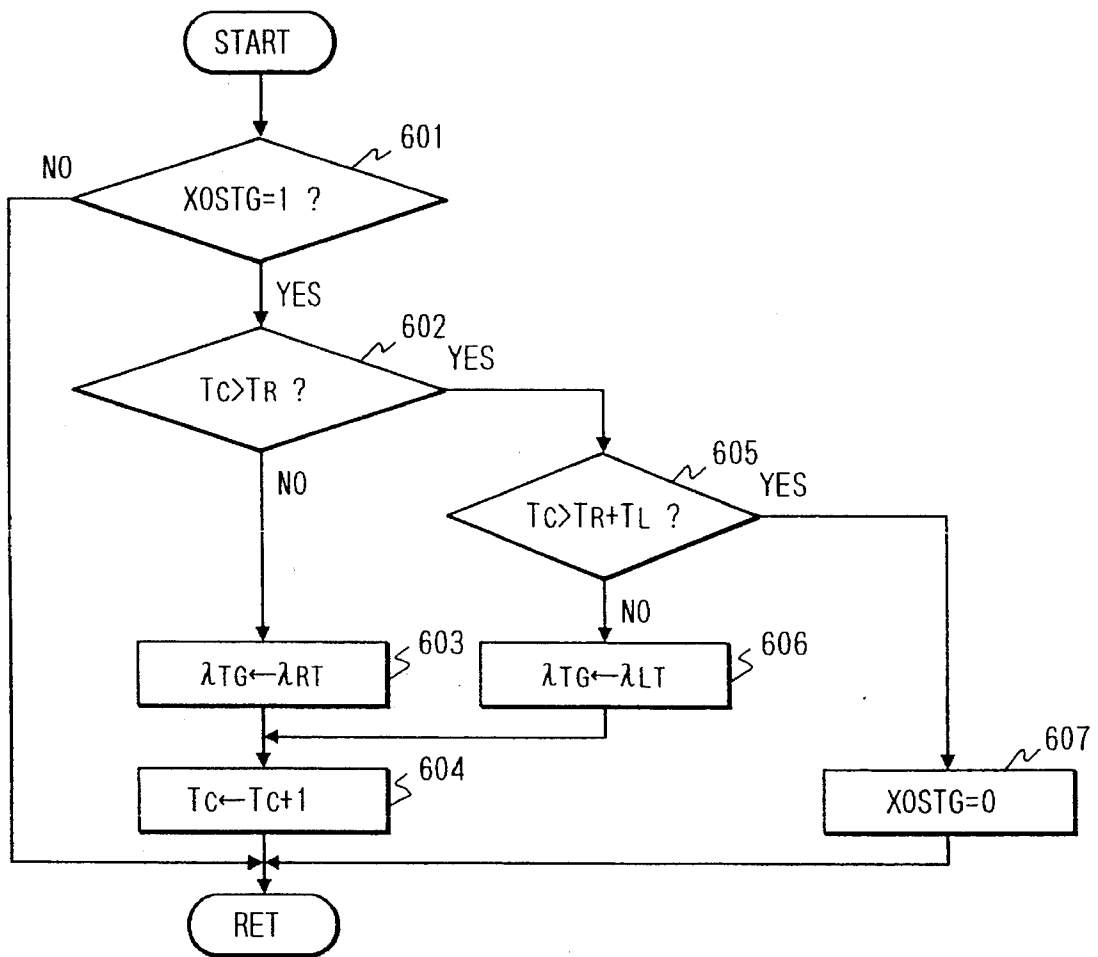 START
601
NO
XOSTG=1 ?
YES
602
YES
TC>TR ?
605
YES
NO
TC>TR+TL ?
NO
603
606
λTG←λRT
λTG←λLT
604
607
TC←TC+1
XOSTG=0
RET